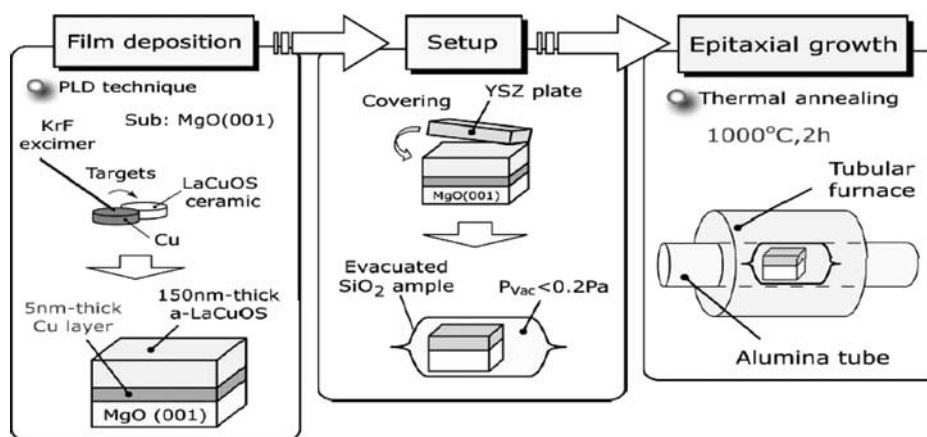 Film deposition
PLD technique
Sub: MgO(001)
KrF
excimer
Targets
LaCuOS
ceramic
Cu
5nm-thick
Cu layer
150nm-thick
a-LaCuOS
MgO (001)
Setup
Covering
YSZ plate
MgO(001)
Evacuated
SiO₂ ample
PVac<0.2Pa
Epitaxial growth
Thermal annealing
1000°C,2h
Tubular
furnace
Alumina tube